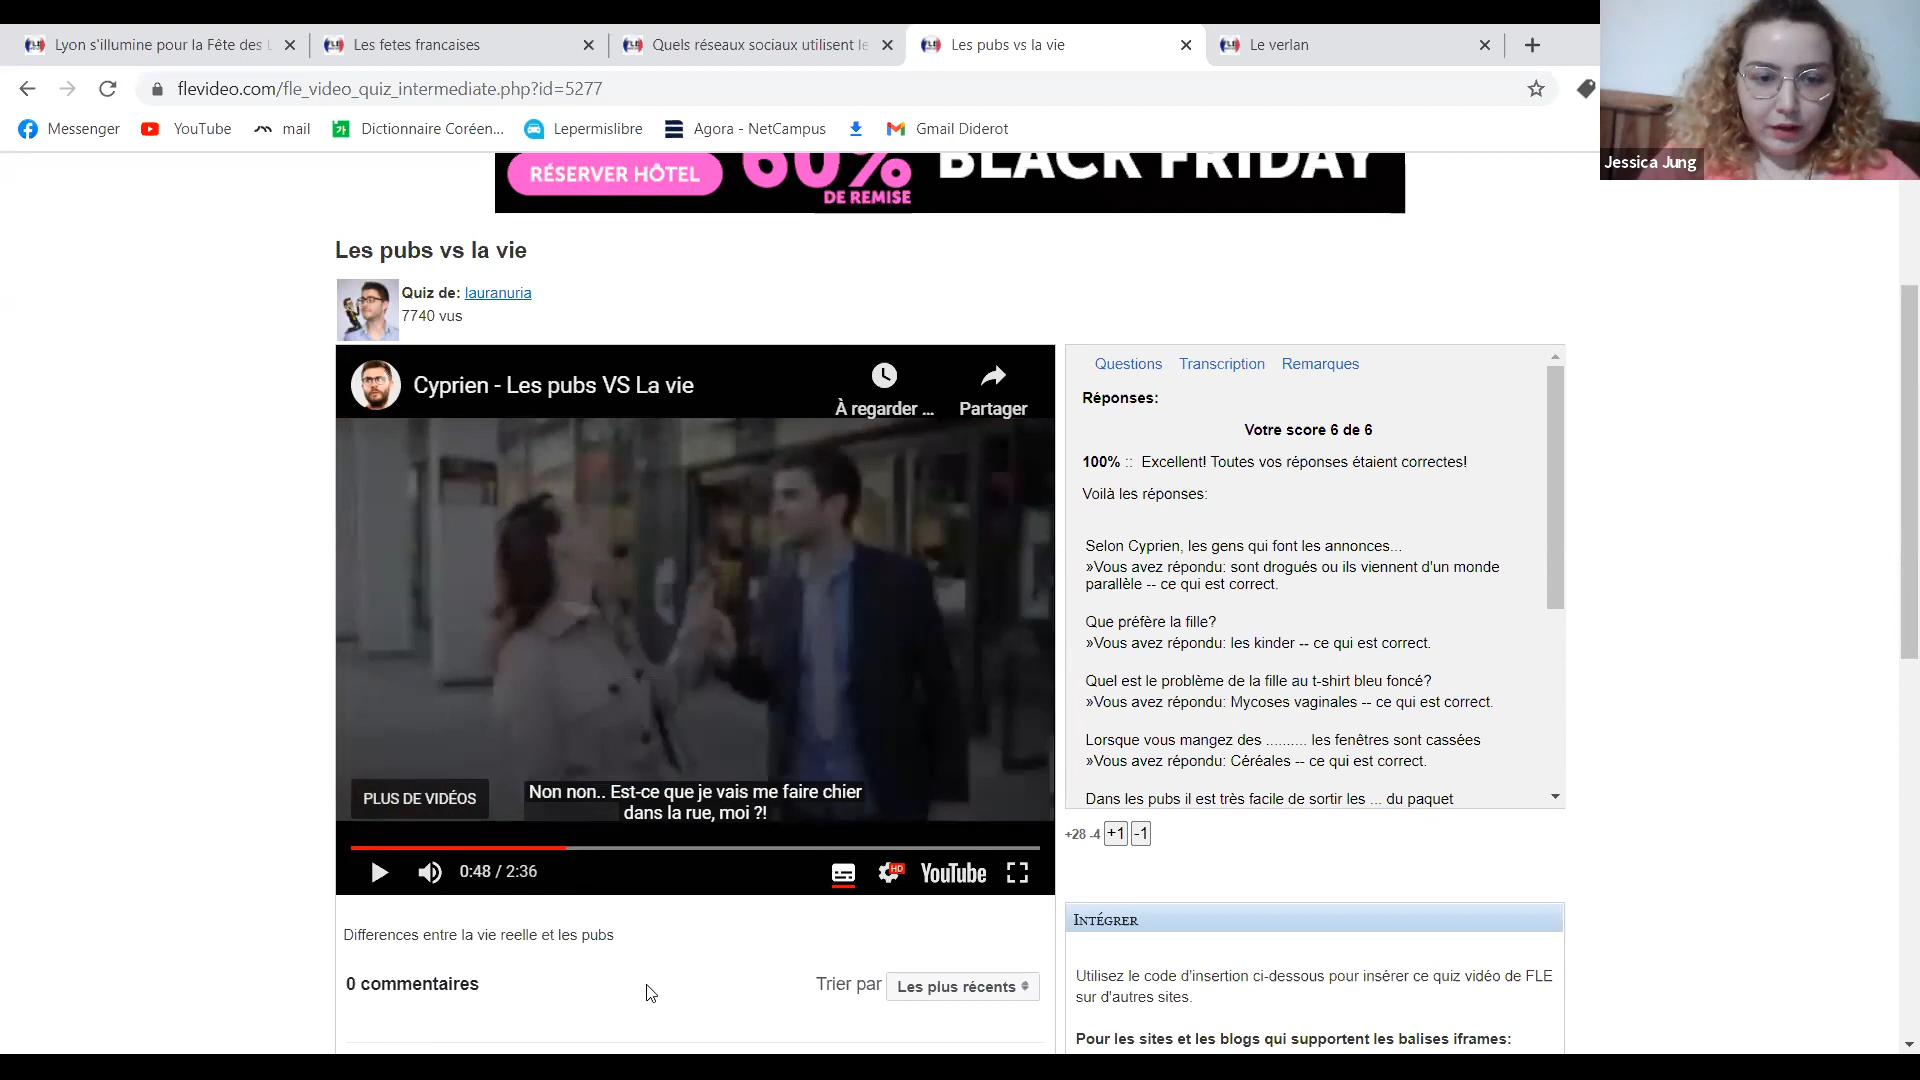 Lyon s'illumine pour la Fête des L
Les fetes francaises
Quels réseaux sociaux utilisent le
Les pubs vs la vie
Le verlan
flevideo.com/fle_video_quiz_intermediate.php?id=5277
Messenger
YouTube
mail
Dictionnaire Coréen...
Lepermislibre
Agora - NetCampus
Gmail Diderot
Jessica Jung
RÉSERVER HÔTEL
60%
DE REMISE
BLACK FRIDAY
Les pubs vs la vie
Quiz de: lauranuria
7740 vus
Cyprien - Les pubs VS La vie
À regarder ...
Partager
PLUS DE VIDÉOS
Non non.. Est-ce que je vais me faire chier
dans la rue, moi ?!
0:48 / 2:36
HD
YouTube
Differences entre la vie reelle et les pubs
0 commentaires
Trier par
Les plus récents
Questions
Transcription
Remarques
Réponses:
Votre score 6 de 6
100% :: Excellent! Toutes vos réponses étaient correctes!
Voilà les réponses:
Selon Cyprien, les gens qui font les annonces...
»Vous avez répondu: sont drogués ou ils viennent d'un monde
parallèle -- ce qui est correct.
Que préfère la fille?
»Vous avez répondu: les kinder -- ce qui est correct.
Quel est le problème de la fille au t-shirt bleu foncé?
»Vous avez répondu: Mycoses vaginales -- ce qui est correct.
Lorsque vous mangez des .......... les fenêtres sont cassées
»Vous avez répondu: Céréales -- ce qui est correct.
Dans les pubs il est très facile de sortir les ... du paquet
+28 -4 +1 -1
Intégrer
Utilisez le code d'insertion ci-dessous pour insérer ce quiz vidéo de FLE
sur d'autres sites.
Pour les sites et les blogs qui supportent les balises iframes: